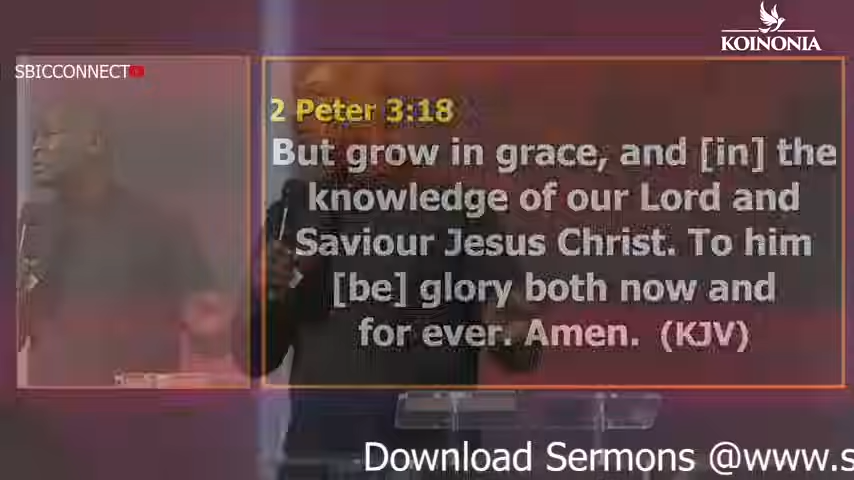 KOINONIA
SBICCONNECT
2 Peter 3:18
But grow in grace, and [in] the
knowledge of our Lord and
Saviour Jesus Christ. To him
[be] glory both now and
for ever. Amen. (KJV)
Download Sermons @www.s